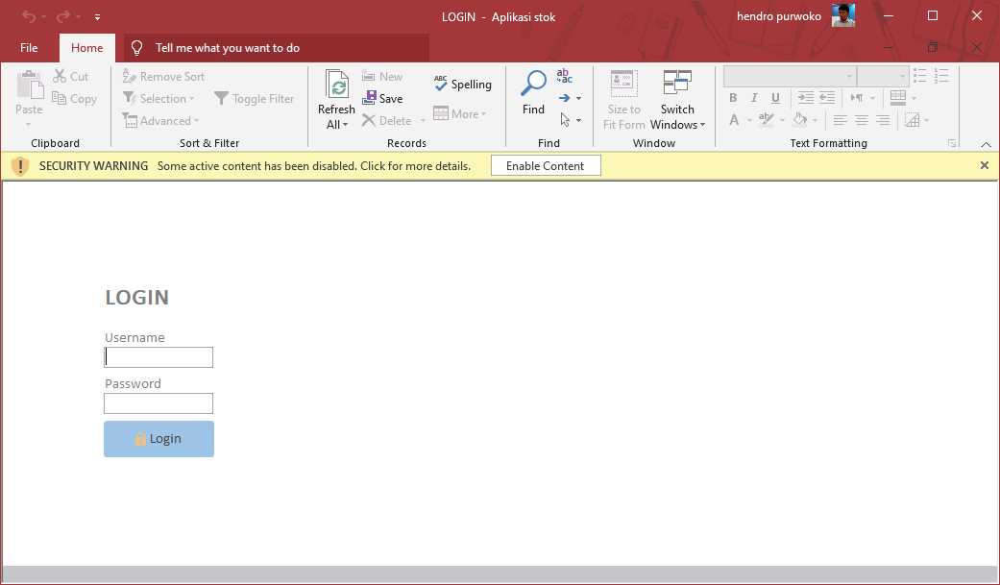 LOGIN - Aplikasi stok
hendro purwoko
File
Home
Tell me what you want to do
Paste
Cut
Copy
Clipboard
Remove Sort
Selection
Advanced
Toggle Filter
Sort & Filter
Refresh
All
New
Save
Delete
Spelling
More
Records
Find
Find
Size to
Fit Form
Switch
Windows
Window
B I U
A
Text Formatting
SECURITY WARNING Some active content has been disabled. Click for more details.
Enable Content
LOGIN
Username
Password
Login